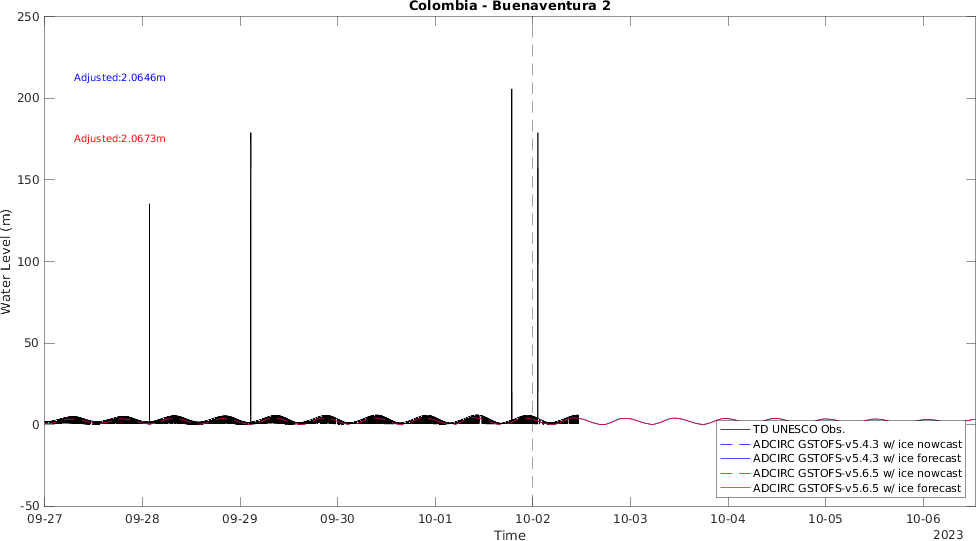 Colombia - Buenaventura 2
250
200
150
100
50
0
-50
Water Level (m)
Adjusted:2.0646m
Adjusted:2.0673m
TD UNESCO Obs.
ADCIRC GSTOFS-v5.4.3 w/ ice nowcast
ADCIRC GSTOFS-v5.4.3 w/ ice forecast
ADCIRC GSTOFS-v5.6.5 w/ ice nowcast
ADCIRC GSTOFS-v5.6.5 w/ ice forecast
09-27 09-28 09-29 09-30 10-01 10-02 10-03 10-04 10-05 10-06
Time
2023